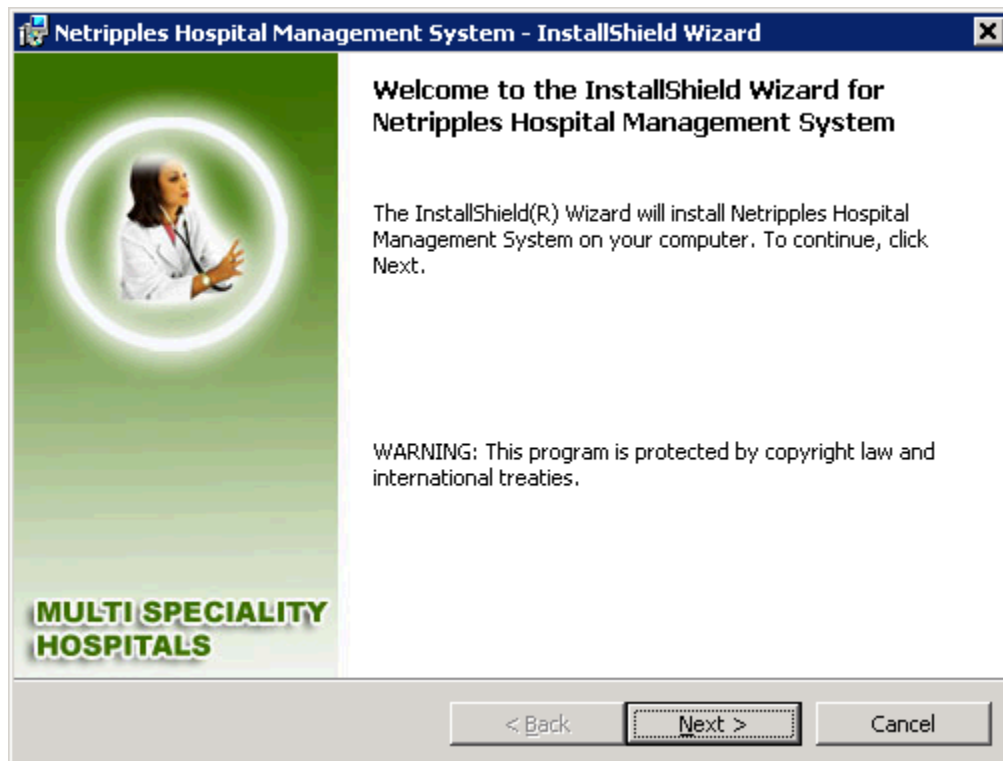 Netripples Hospital Management System - InstallShield Wizard
Welcome to the InstallShield Wizard for
Netripples Hospital Management System
The InstallShield(R) Wizard will install Netripples Hospital
Management System on your computer. To continue, click
Next.
WARNING: This program is protected by copyright law and
international treaties.
MULTI SPECIALITY
HOSPITALS
< Back
Next >
Cancel